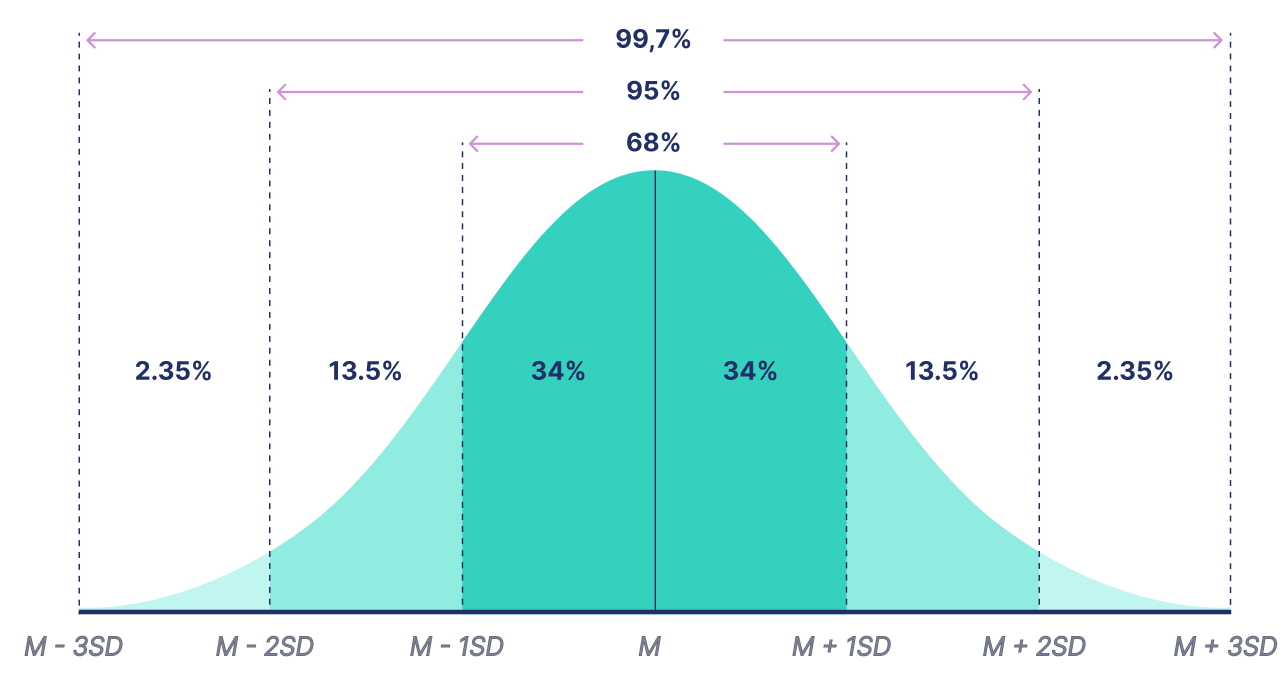 99,7%
95%
68%
2.35% 13.5% 34% 34% 13.5% 2.35%
M - 3SD M - 2SD M - 1SD M M + 1SD M + 2SD M + 3SD